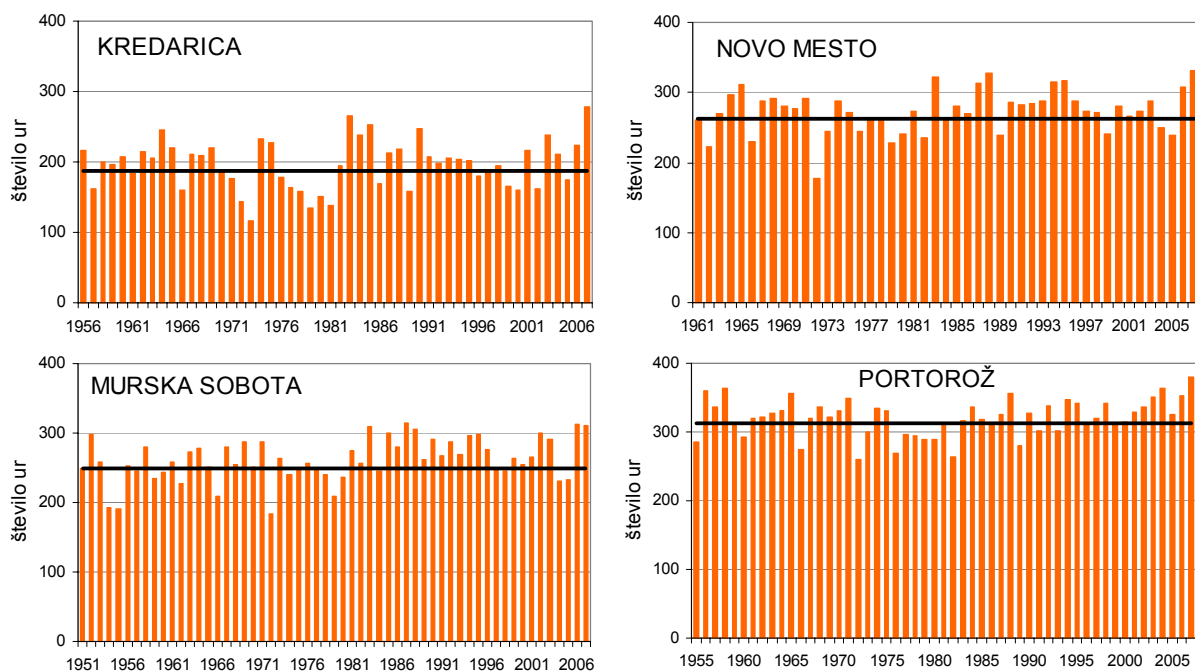 KREDARICA
število ur
400
300
200
100
0
1956 1961 1966 1971 1976 1981 1986 1991 1996 2001 2006
NOVO MESTO
število ur
400
300
200
100
0
1961 1965 1969 1973 1977 1981 1985 1989 1993 1997 2001 2005
MURSKA SOBOTA
število ur
400
300
200
100
0
1951 1956 1961 1966 1971 1976 1981 1986 1991 1996 2001 2006
PORTOROŽ
število ur
400
300
200
100
0
1955 1960 1965 1970 1975 1980 1985 1990 1995 2000 2005